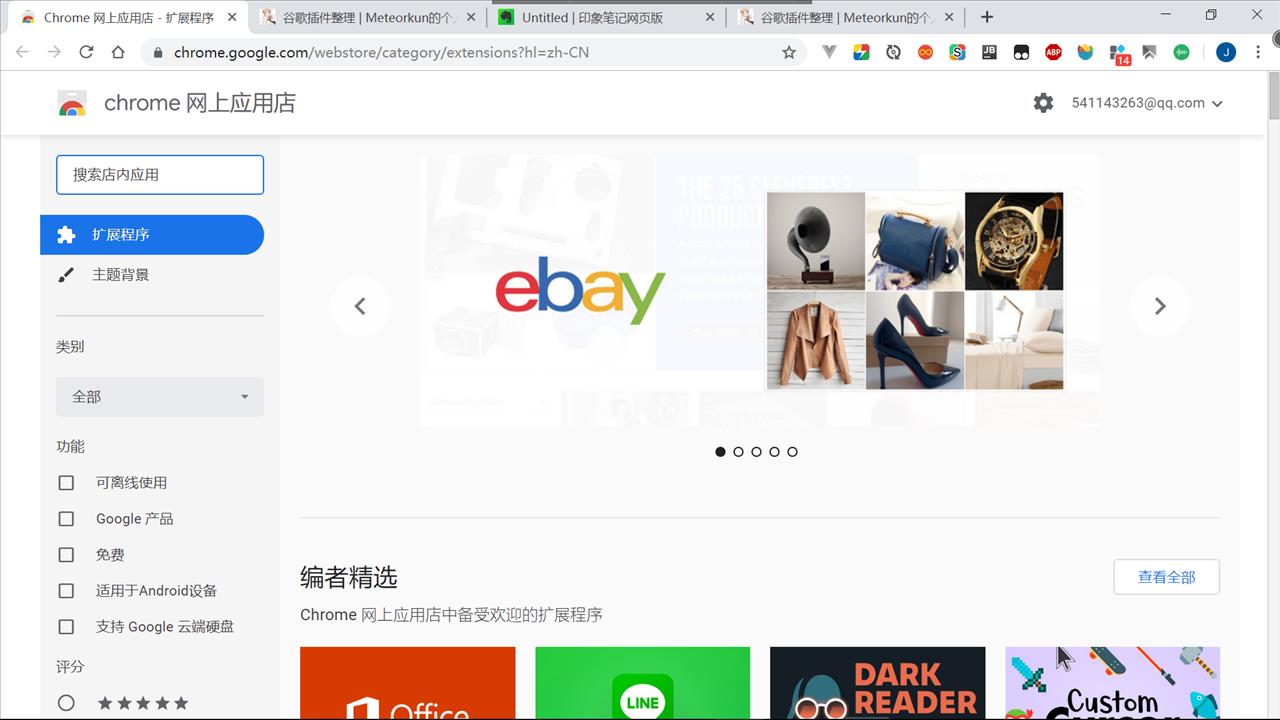 Chrome 网上应用店 - 扩展程序
谷歌插件整理 | Meteorkun的个人
Untitled | 印象笔记网页版
谷歌插件整理 | Meteorkun的个人
chrome.google.com/webstore/category/extensions?hl=zh-CN
JB
ABP
14
J
chrome 网上应用店
541143263@qq.com
搜索店内应用
扩展程序
主题背景
类别
全部
功能
可离线使用
Google 产品
免费
适用于Android设备
支持 Google 云端硬盘
评分
THE 26 CLEVEREST
PRODUCT
See them all
ebay
编者精选
查看全部
Chrome 网上应用店中备受欢迎的扩展程序
Office
LINE
DARK
READER
Custom
Cursor